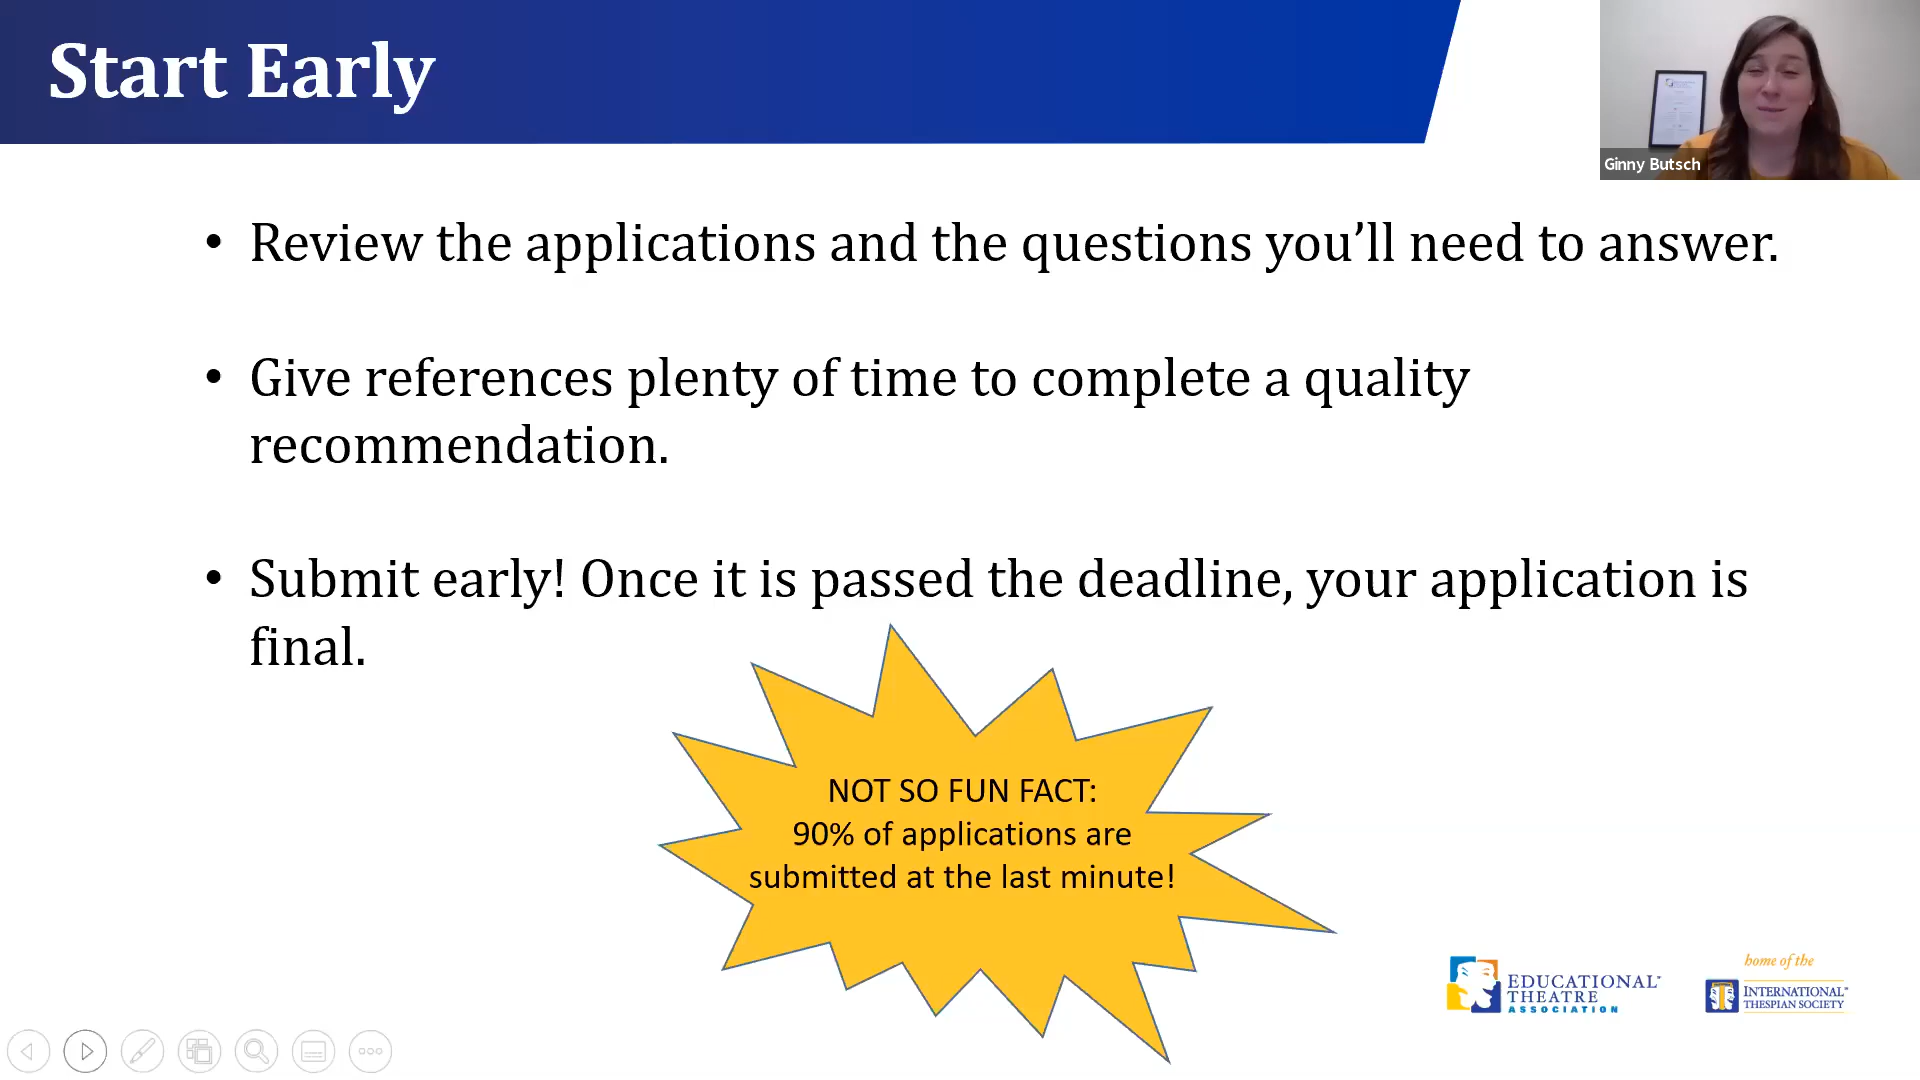 Start Early
Ginny Butsch
• Review the applications and the questions you’ll need to answer.
• Give references plenty of time to complete a quality
recommendation.
• Submit early! Once it is passed the deadline, your application is
final.
NOT SO FUN FACT:
90% of applications are
submitted at the last minute!
EDUCATIONAL
THEATRE
ASSOCIATION
home of the
INTERNATIONAL
THESPIAN SOCIETY